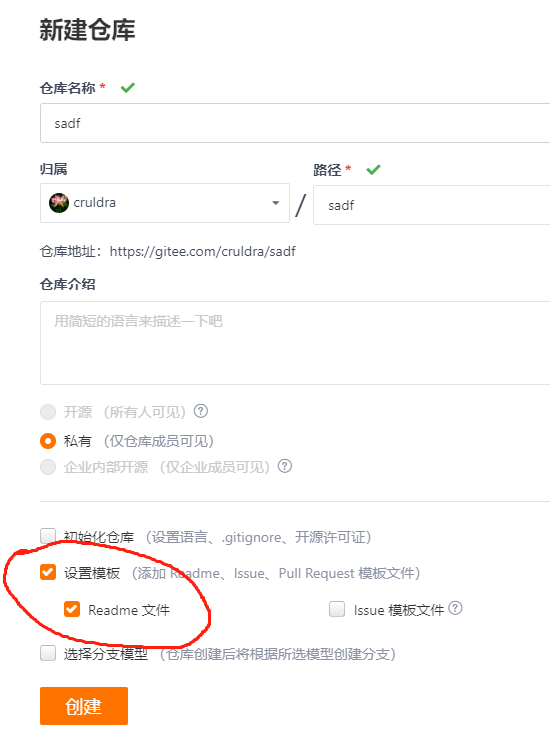 新建仓库
仓库名称 *
sadf
归属 路径 *
cruldra / sadf
仓库地址：https://gitee.com/cruldra/sadf
仓库介绍
用简短的语言来描述一下吧
开源 （所有人可见） ?
私有 （仅仓库成员可见）
企业内部开源 （仅企业成员可见） ?
初始化仓库 （设置语言、.gitignore、开源许可证）
设置模板 （添加 Readme、Issue、Pull Request 模板文件）
Readme 文件 Issue 模板文件 ?
选择分支模型 （仓库创建后将根据所选模型创建分支）
创建